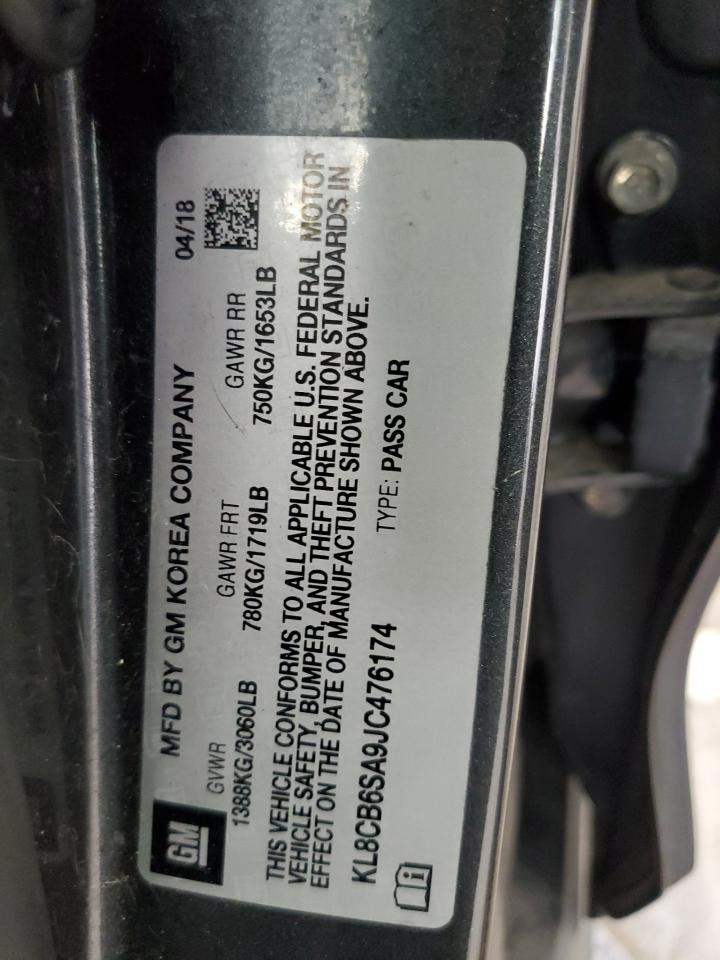 GM
MFD BY GM KOREA COMPANY 04/18
GVWR GAWR FRT GAWR RR
1388KG/3060LB 780KG/1719LB 750KG/1653LB
THIS VEHICLE CONFORMS TO ALL APPLICABLE U.S. FEDERAL MOTOR
VEHICLE SAFETY, BUMPER, AND THEFT PREVENTION STANDARDS IN
EFFECT ON THE DATE OF MANUFACTURE SHOWN ABOVE.
KL8CB6SA9JC476174 TYPE: PASS CAR